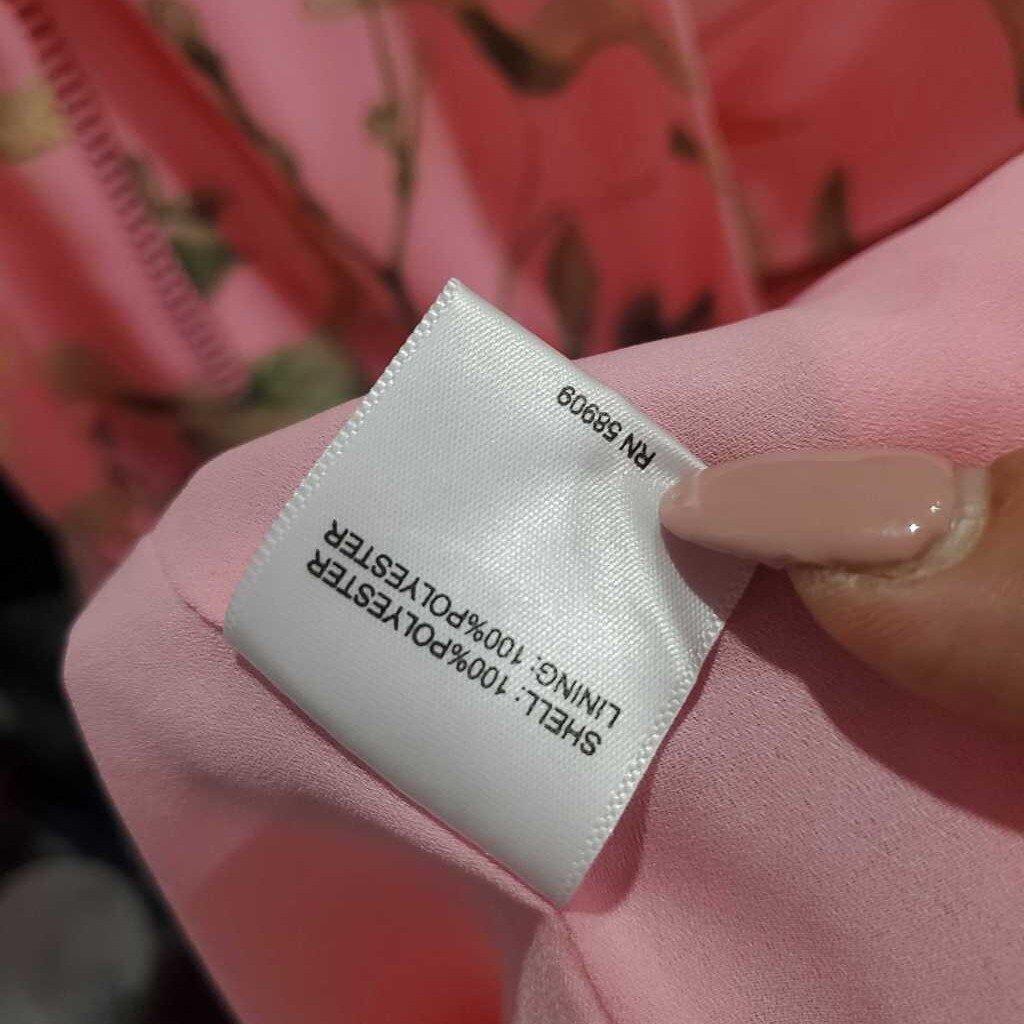 SHELL: 100%POLYESTER
LINING: 100%POLYESTER
RN 58909